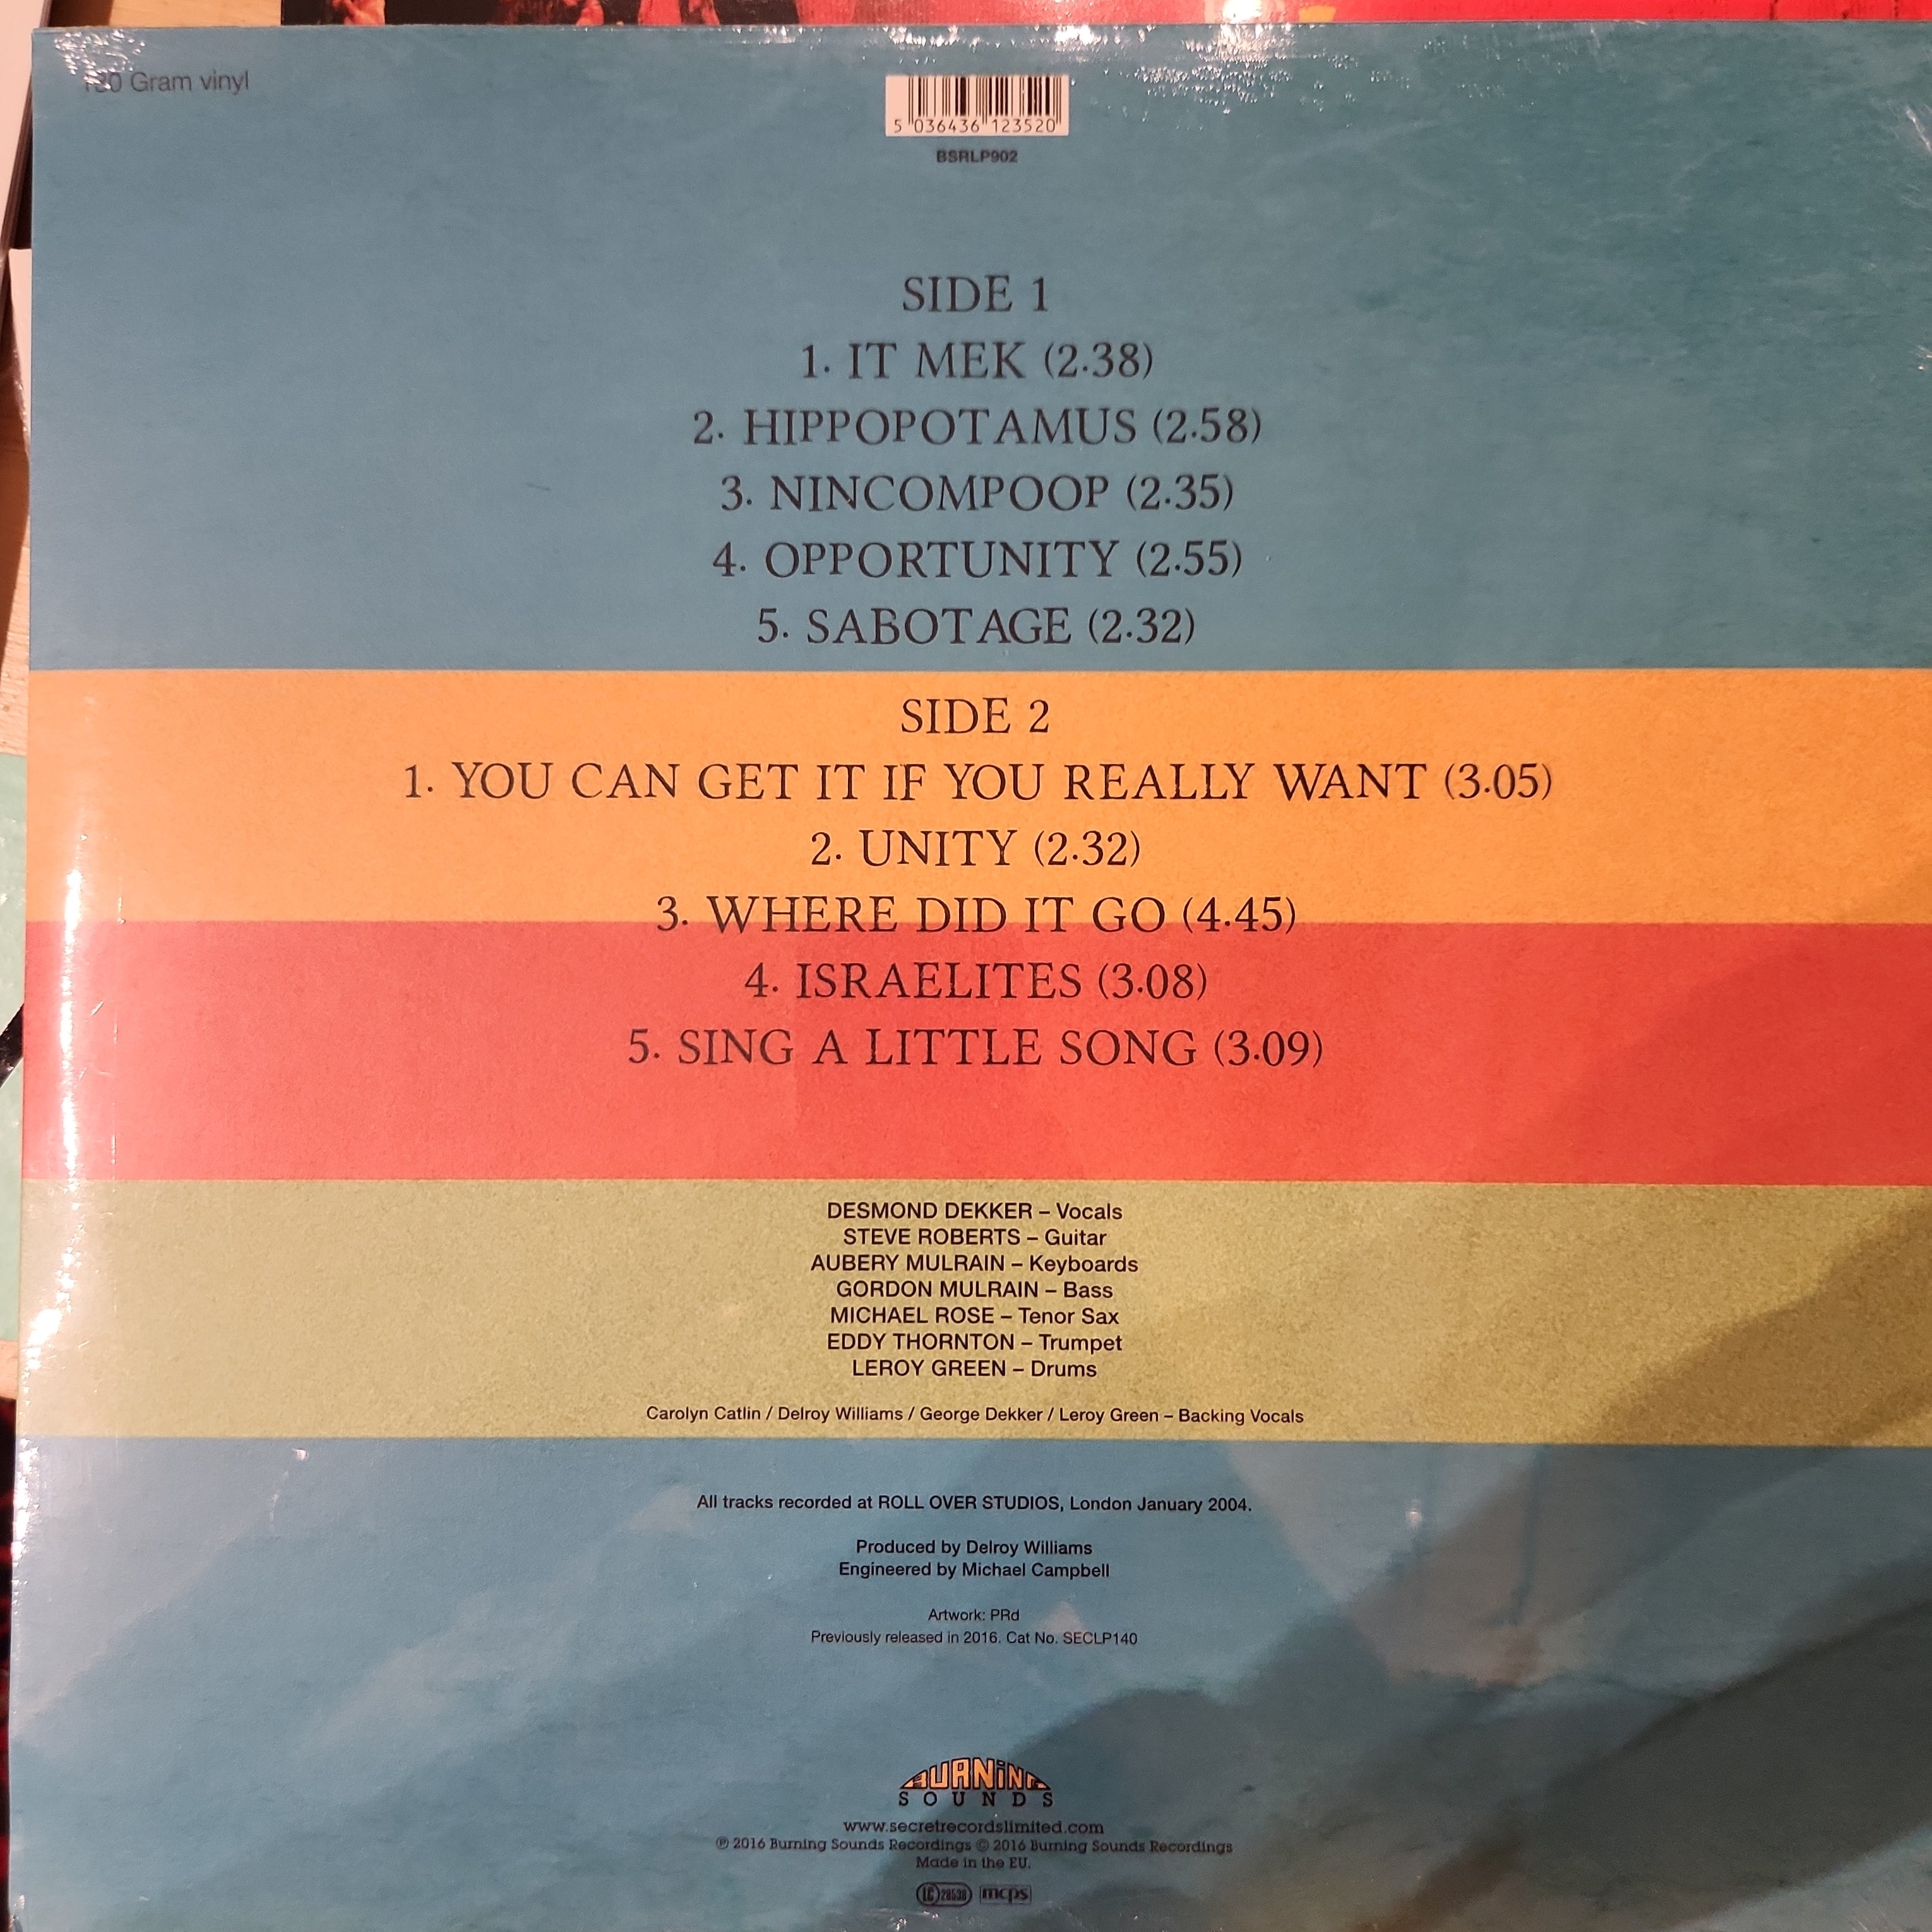 180 Gram vinyl
5 036436 123520
BSRLP902
SIDE 1
1. IT MEK (2.38)
2. HIPPOPOTAMUS (2.58)
3. NINCOMPOOP (2.35)
4. OPPORTUNITY (2.55)
5. SABOTAGE (2.32)
SIDE 2
1. YOU CAN GET IT IF YOU REALLY WANT (3.05)
2. UNITY (2.32)
3. WHERE DID IT GO (4.45)
4. ISRAELITES (3.08)
5. SING A LITTLE SONG (3.09)
DESMOND DEKKER – Vocals
STEVE ROBERTS – Guitar
AUBERY MULRAIN – Keyboards
GORDON MULRAIN – Bass
MICHAEL ROSE – Tenor Sax
EDDY THORNTON – Trumpet
LEROY GREEN – Drums
Carolyn Catlin / Delroy Williams / George Dekker / Leroy Green – Backing Vocals
All tracks recorded at ROLL OVER STUDIOS, London January 2004.
Produced by Delroy Williams
Engineered by Michael Campbell
Artwork: PRd
Previously released in 2016. Cat No. SECLP140
BURNING
SOUNDS
www.secretrecordslimited.com
℗ 2016 Burning Sounds Recordings © 2016 Burning Sounds Recordings
Made in the EU.
LC 28538 mcps